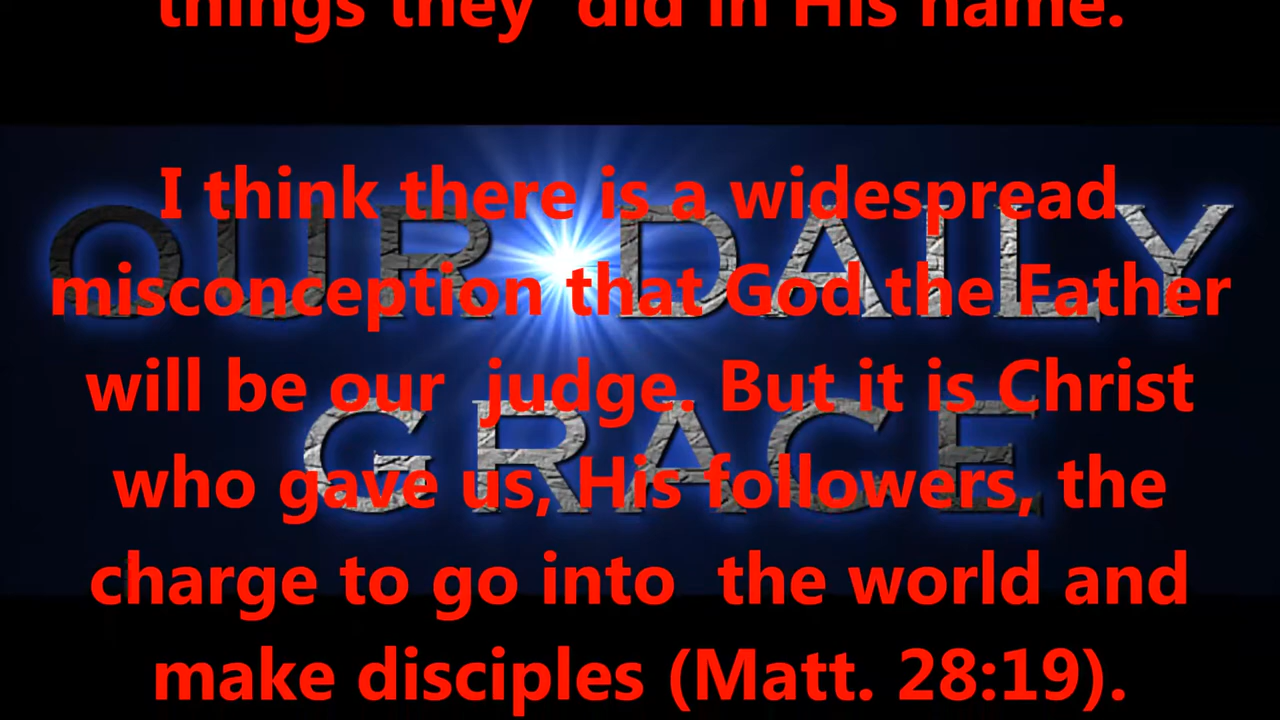 things they did in His name.
I think there is a widespread
misconception that God the Father
will be our judge. But it is Christ
who gave us, His followers, the
charge to go into the world and
make disciples (Matt. 28:19).
OUR DAILY
GRACE